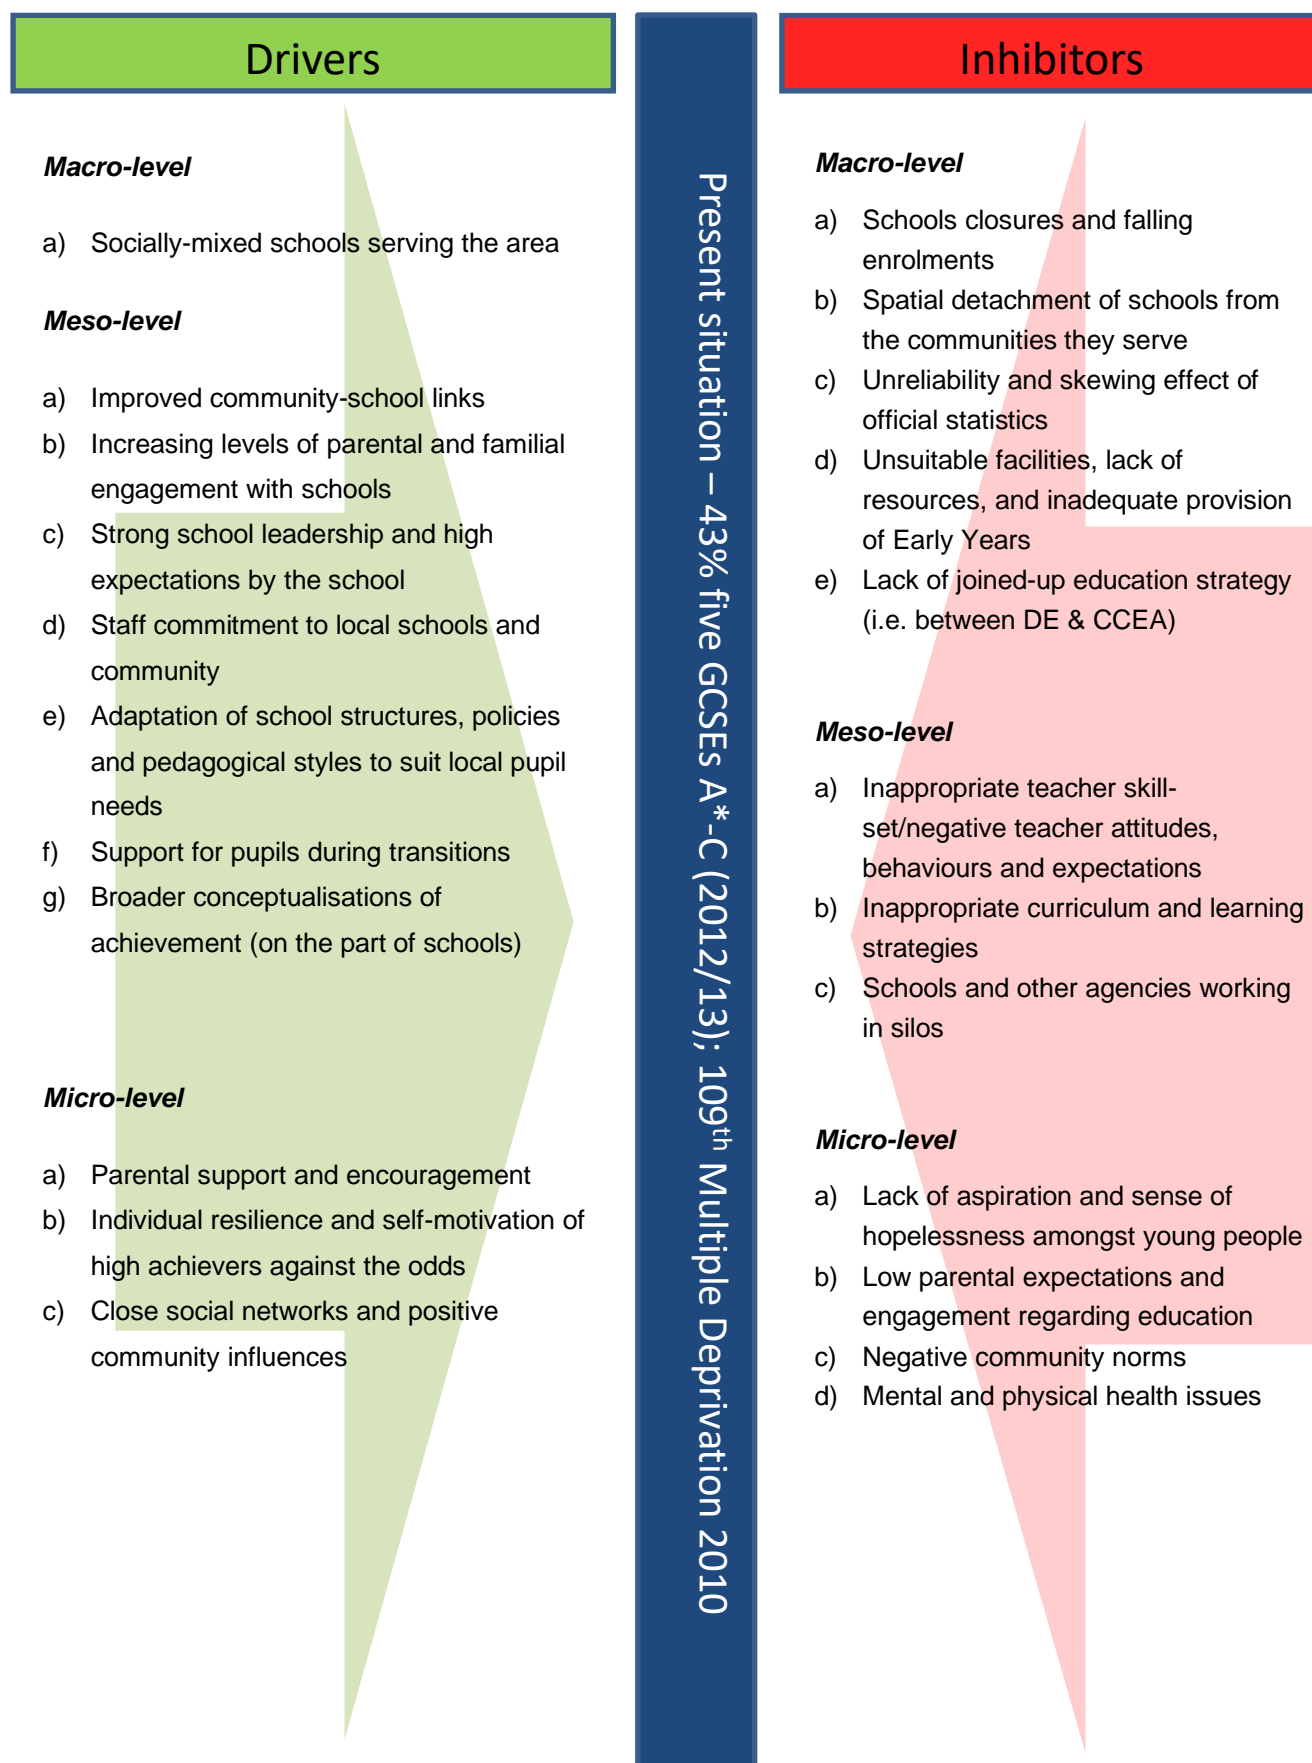 Drivers
Macro-level
a) Socially-mixed schools serving the area
Meso-level
a) Improved community-school links
b) Increasing levels of parental and familial
engagement with schools
c) Strong school leadership and high
expectations by the school
d) Staff commitment to local schools and
community
e) Adaptation of school structures, policies
and pedagogical styles to suit local pupil
needs
f) Support for pupils during transitions
g) Broader conceptualisations of
achievement (on the part of schools)
Micro-level
a) Parental support and encouragement
b) Individual resilience and self-motivation of
high achievers against the odds
c) Close social networks and positive
community influences
Present situation – 43% five GCSEs A*-C (2012/13); 109th Multiple Deprivation 2010
Inhibitors
Macro-level
a) Schools closures and falling
enrolments
b) Spatial detachment of schools from
the communities they serve
c) Unreliability and skewing effect of
official statistics
d) Unsuitable facilities, lack of
resources, and inadequate provision
of Early Years
e) Lack of joined-up education strategy
(i.e. between DE & CCEA)
Meso-level
a) Inappropriate teacher skill-
set/negative teacher attitudes,
behaviours and expectations
b) Inappropriate curriculum and learning
strategies
c) Schools and other agencies working
in silos
Micro-level
a) Lack of aspiration and sense of
hopelessness amongst young people
b) Low parental expectations and
engagement regarding education
c) Negative community norms
d) Mental and physical health issues